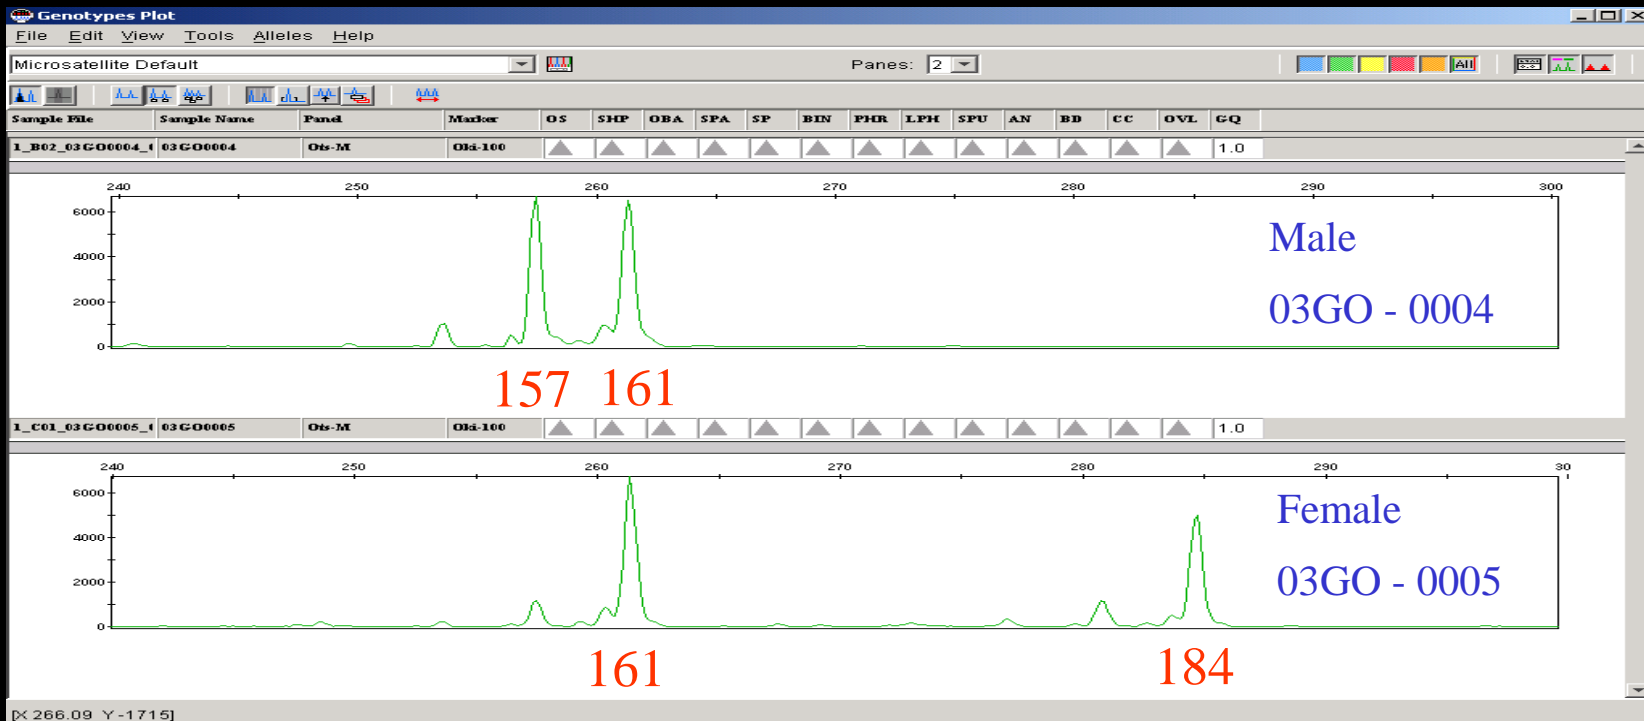 Genotypes Plot
File Edit View Tools Alleles Help
Microsatellite Default Panes: 2 All
Sample File Sample Name Panel Marker OS SHP OBA SPA SP BIN PHR LPH SPU AN BD CC OVL GQ
1_B02_03GO0004_( 03GO0004 Ots-M Oki-100 1.0
240 250 260 270 280 290 300
6000
4000
2000
0
Male
03GO - 0004
157 161
1_C01_03GO0005_( 03GO0005 Ots-M Oki-100 1.0
240 250 260 270 280 290 30
6000
4000
2000
0
Female
03GO - 0005
161 184
[X 266.09 Y -1715]